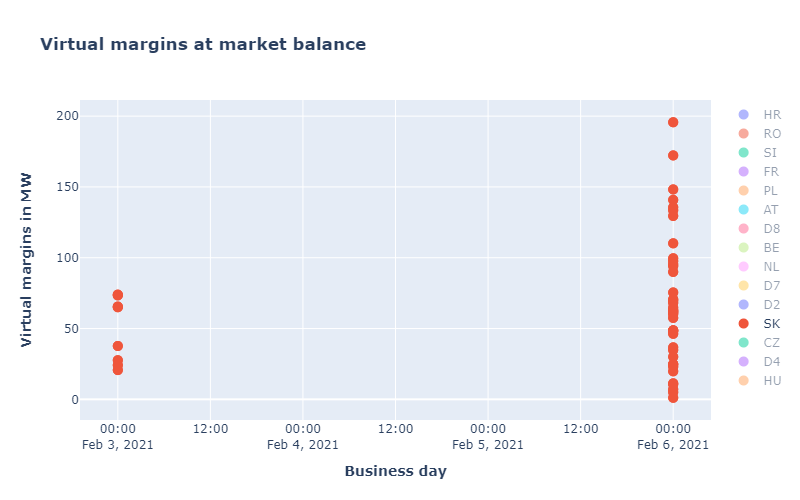 Virtual margins at market balance
Virtual margins in MW
200
150
100
50
0
00:00 12:00 00:00 12:00 00:00 12:00 00:00
Feb 3, 2021 Feb 4, 2021 Feb 5, 2021 Feb 6, 2021
Business day
HR
RO
SI
FR
PL
AT
D8
BE
NL
D7
D2
SK
CZ
D4
HU